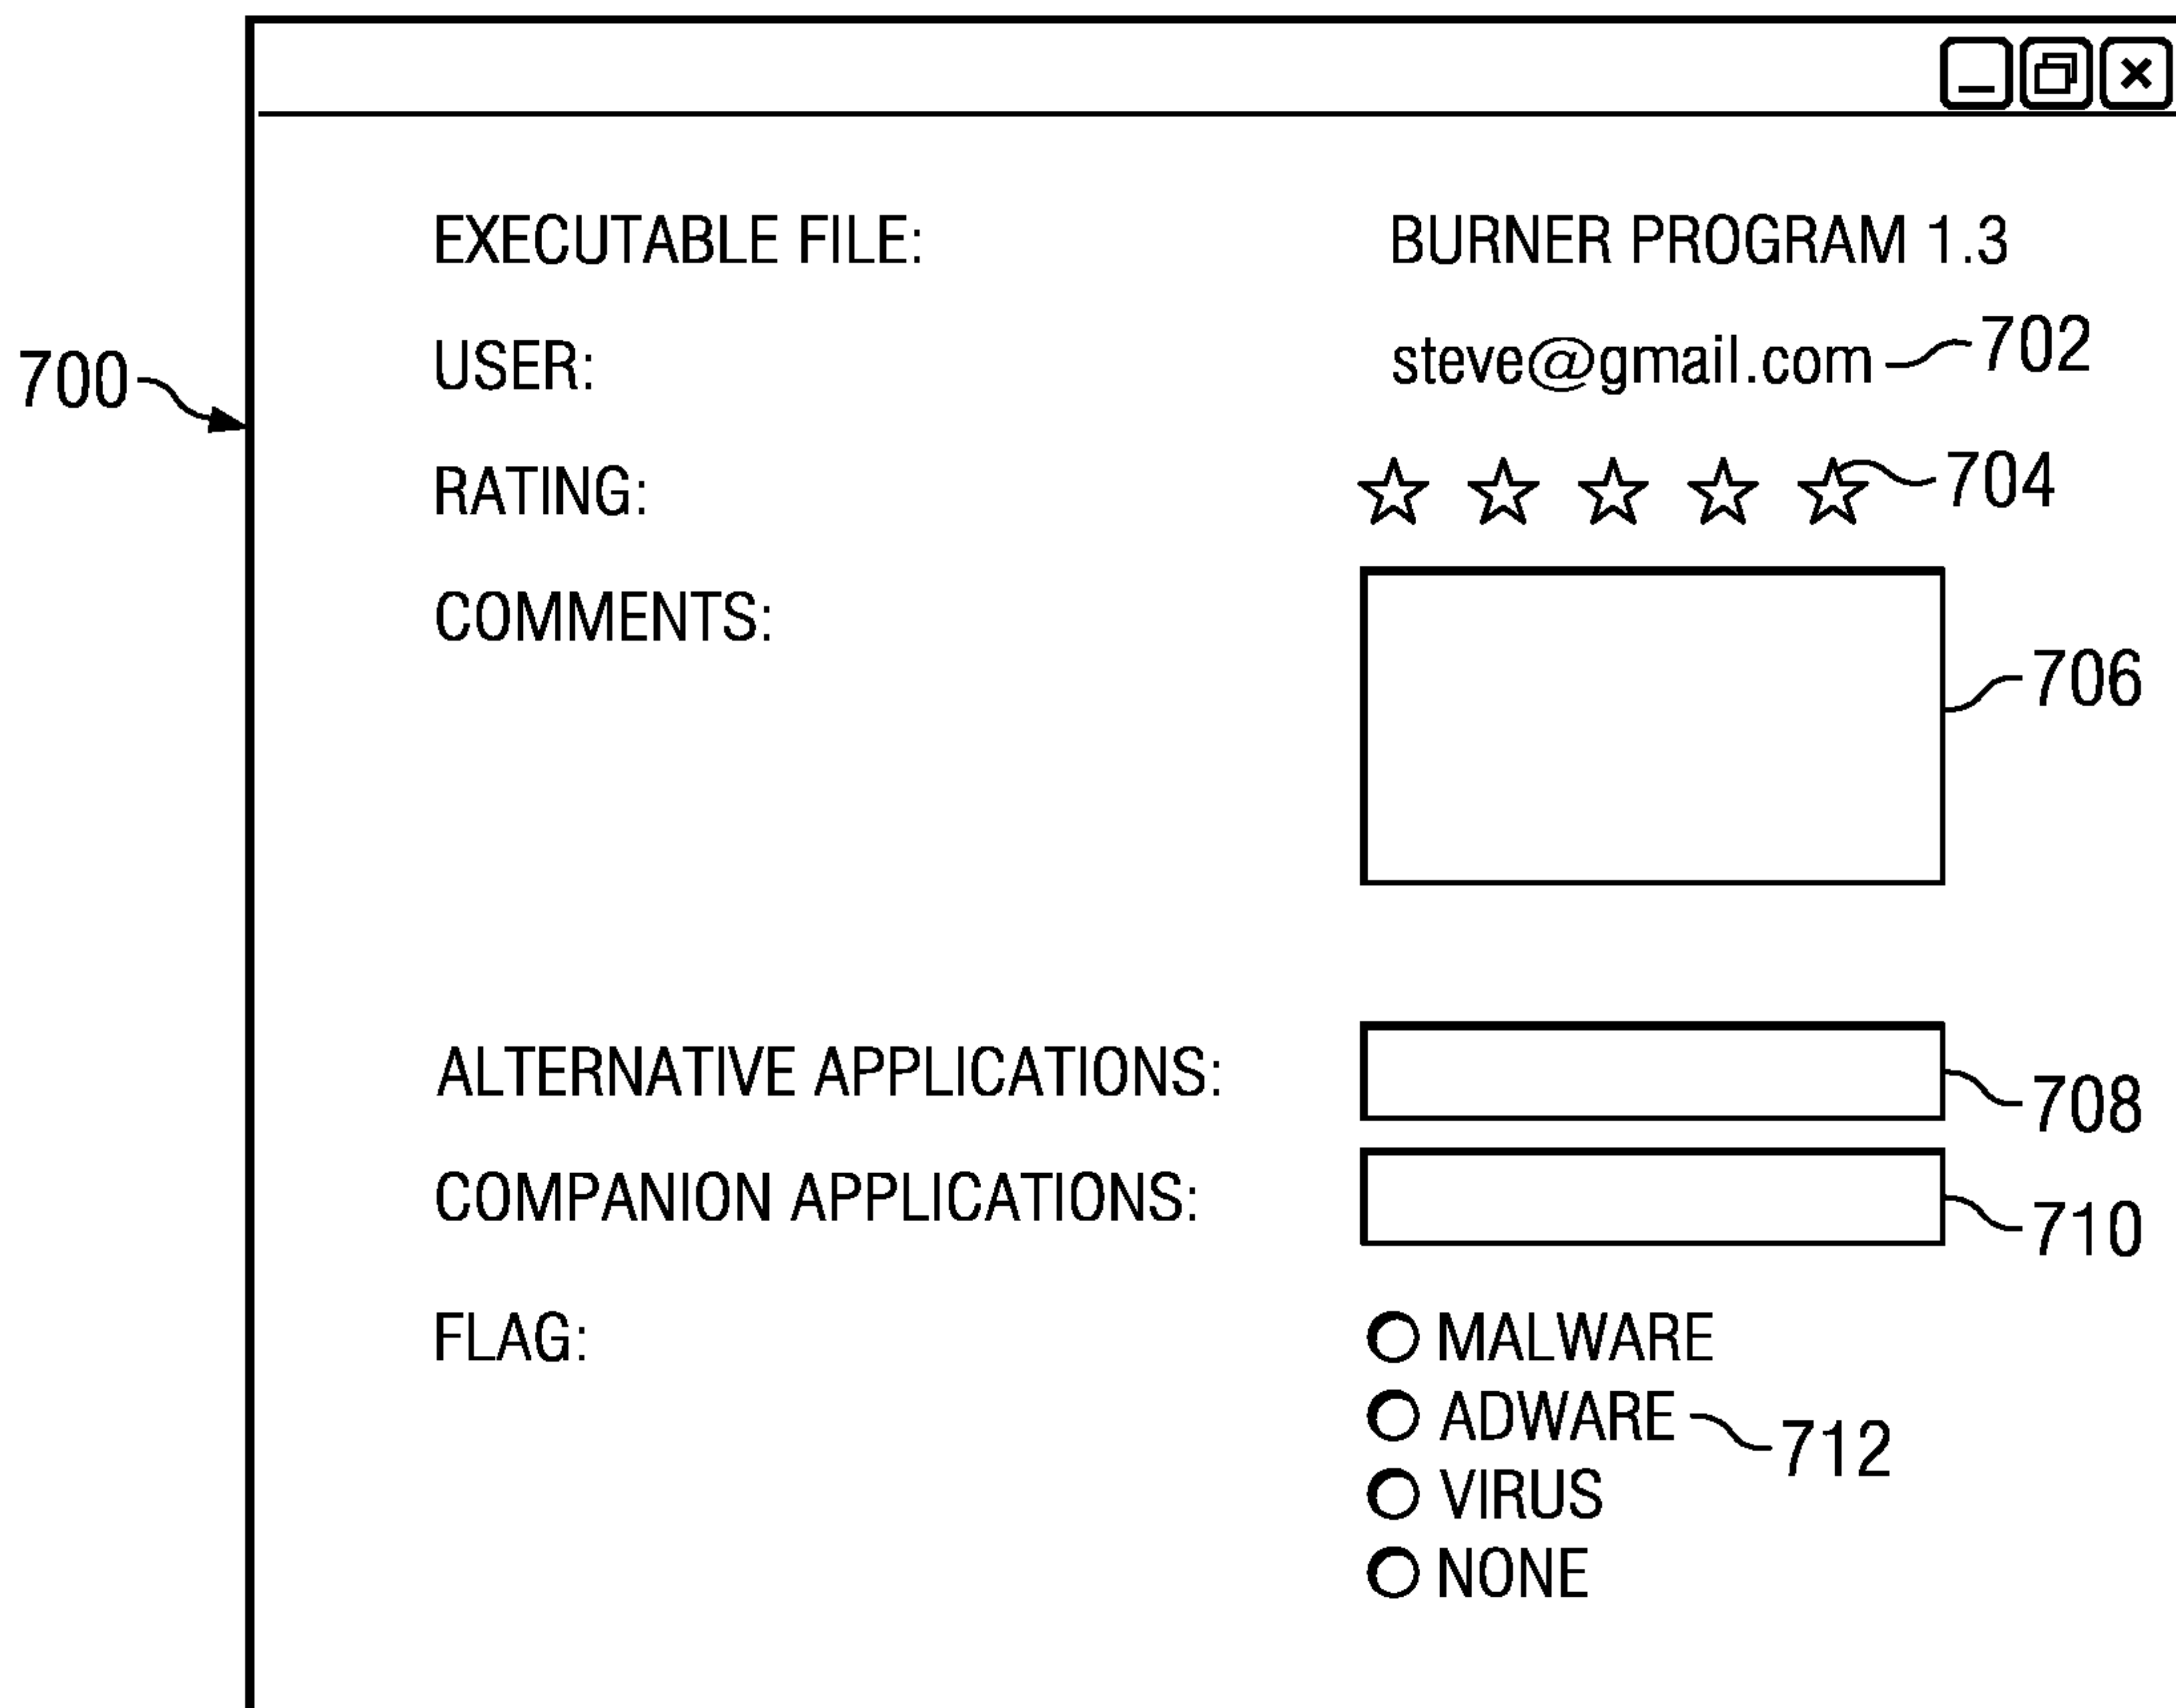 EXECUTABLE FILE: BURNER PROGRAM 1.3
700 USER: steve@gmail.com 702
RATING: 704
COMMENTS:
706
ALTERNATIVE APPLICATIONS: 708
COMPANION APPLICATIONS: 710
FLAG: MALWARE
ADWARE 712
VIRUS
NONE